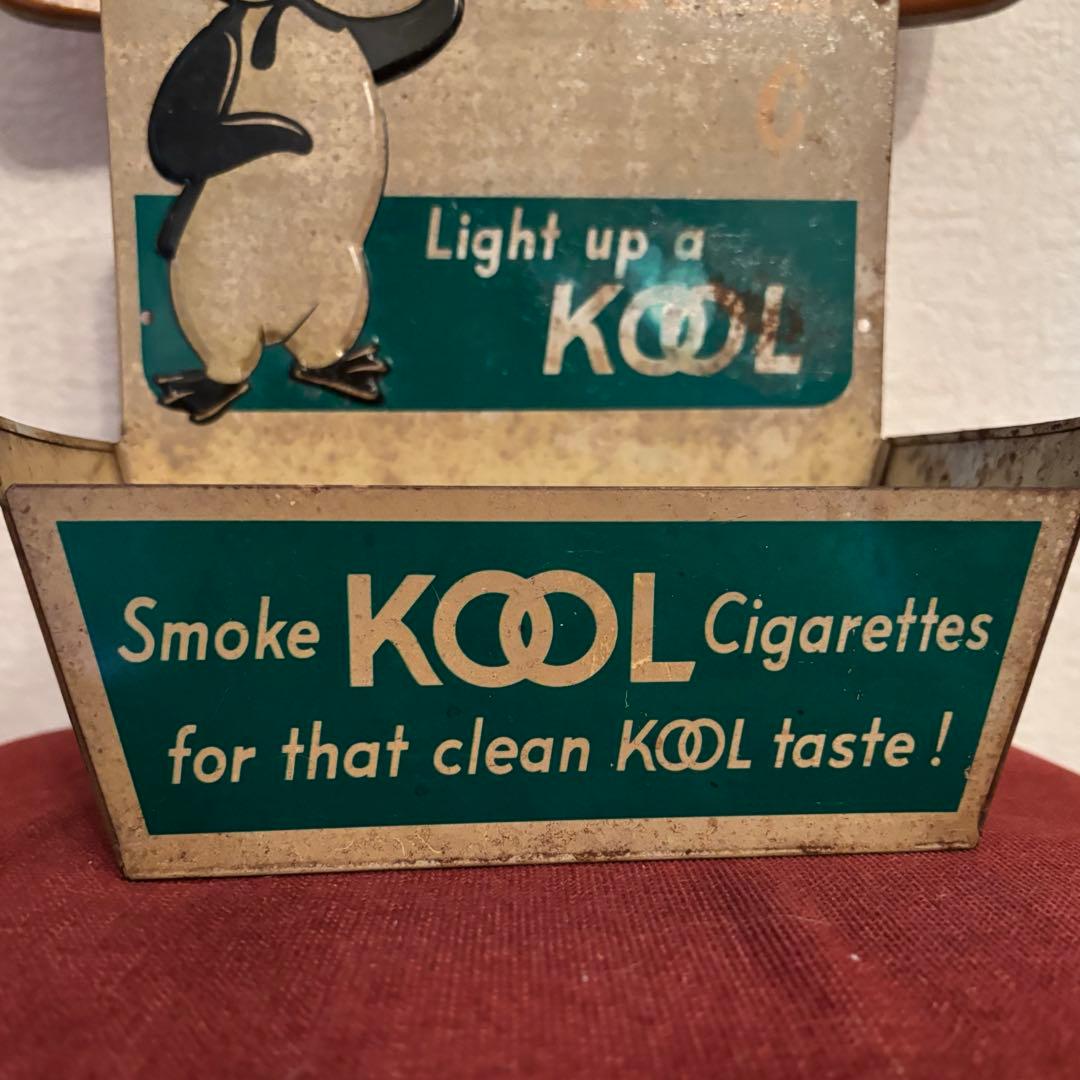 C
Light up a
KOOL
Smoke KOOL Cigarettes
for that clean KOOL taste!